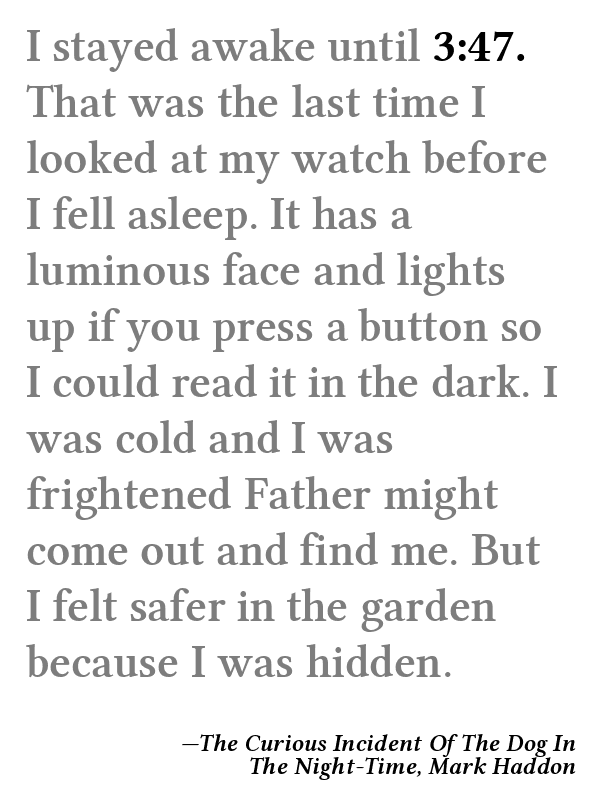 I stayed awake until 3:47.
That was the last time I
looked at my watch before
I fell asleep. It has a
luminous face and lights
up if you press a button so
I could read it in the dark. I
was cold and I was
frightened Father might
come out and find me. But
I felt safer in the garden
because I was hidden.
—The Curious Incident Of The Dog In
The Night-Time, Mark Haddon